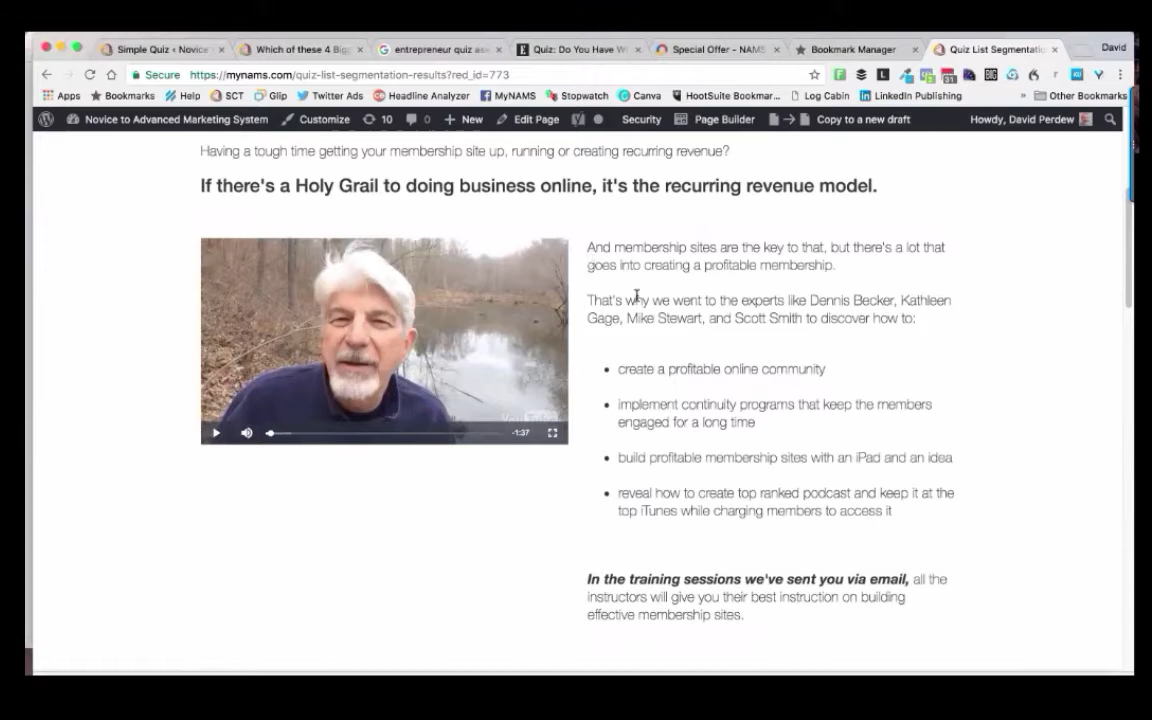 Simple Quiz ‹ Novice
Which of these 4 Big
entrepreneur quiz as
Quiz: Do You Have W
Special Offer - NAMS
Bookmark Manager
Quiz List Segmentatio
David
Secure
https://mynams.com/quiz-list-segmentation-results?red_id=773
Apps
Bookmarks
Help
SCT
Glip
Twitter Ads
Headline Analyzer
MyNAMS
Stopwatch
Canva
HootSuite Bookmar...
Log Cabin
LinkedIn Publishing
»
Other Bookmarks
Novice to Advanced Marketing System
Customize
10
New
Edit Page
Security
Page Builder
Copy to a new draft
Howdy, David Perdew
Having a tough time getting your membership site up, running or creating recurring revenue?
If there's a Holy Grail to doing business online, it's the recurring revenue model.
And membership sites are the key to that, but there's a lot that
goes into creating a profitable membership.
That's why we went to the experts like Dennis Becker, Kathleen
Gage, Mike Stewart, and Scott Smith to discover how to:
• create a profitable online community
• implement continuity programs that keep the members
engaged for a long time
• build profitable membership sites with an iPad and an idea
• reveal how to create top ranked podcast and keep it at the
top iTunes while charging members to access it
YouTube
-1:37
In the training sessions we've sent you via email, all the
instructors will give you their best instruction on building
effective membership sites.